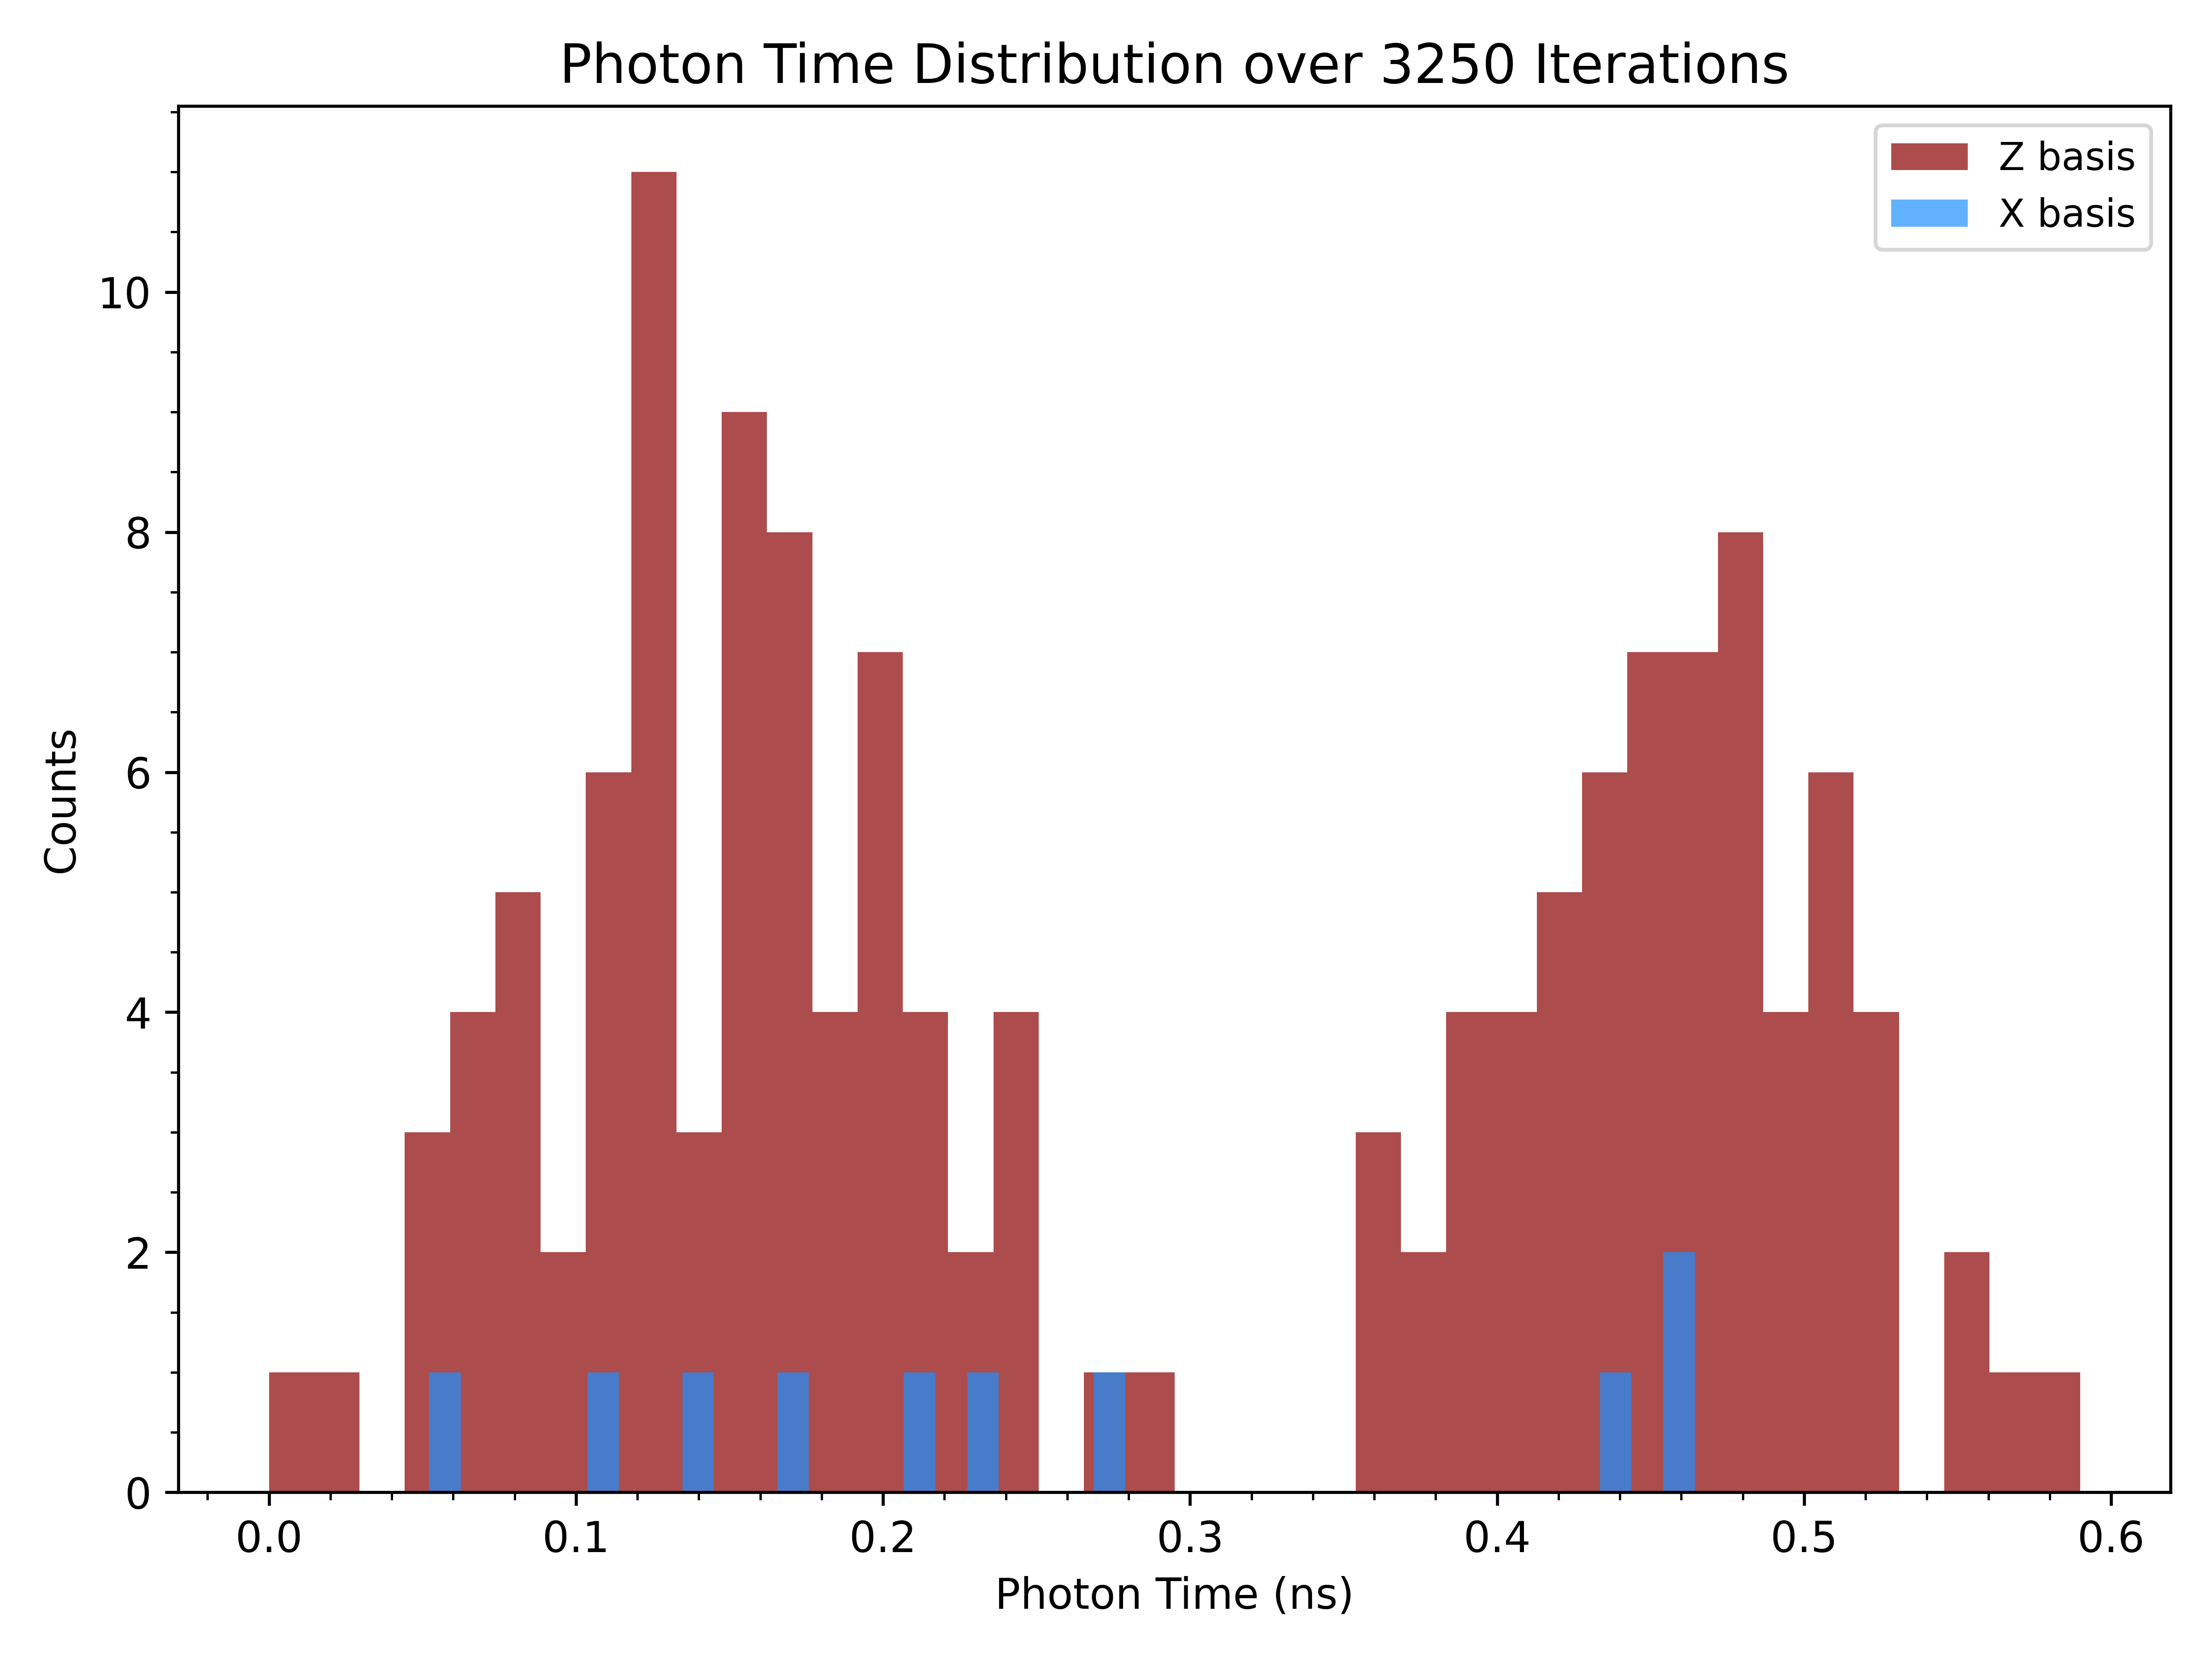 Photon Time Distribution over 3250 Iterations
Z basis
X basis
Counts
10
8
6
4
2
0
0.0 0.1 0.2 0.3 0.4 0.5 0.6
Photon Time (ns)